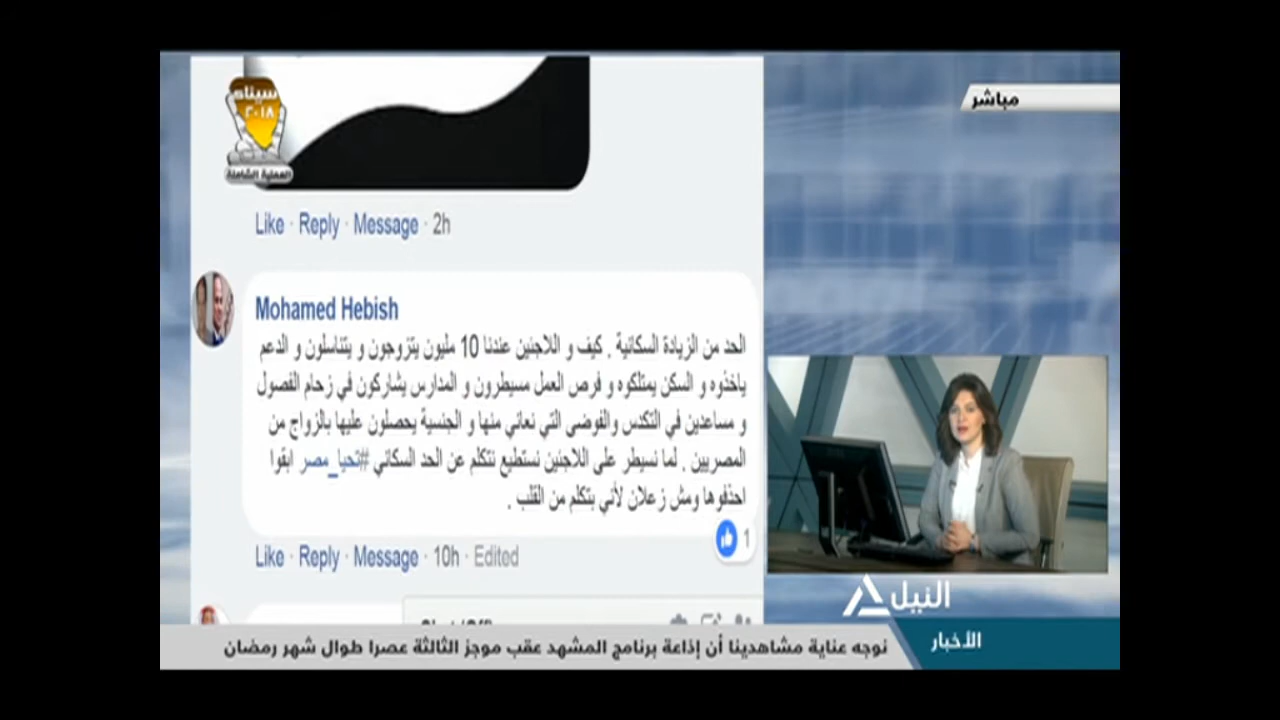 سيناء
٢٠١٨
العملية الشاملة
مباشر
Like · Reply · Message · 2h
Mohamed Hebish
الحد من الزيادة السكانية . كيف و اللاجئين عندنا 10 مليون يتزوجون و يتناسلون و الدعم
ياخذوه و السكن يمتلكوه و فرص العمل مسيطرون و المدارس يشاركون في زحام الفصول
و مساعدين في التكدس والفوضى التي نعاني منها و الجنسية يحصلون عليها بالزواج من
المصريين . لما نسيطر على اللاجئين نستطيع نتكلم عن الحد السكاني #تحيا_مصر ابقوا
احذفوها ومش زعلان لأني بتكلم من القلب .
1
Like · Reply · Message · 10h · Edited
النيل
الأخبار
نوجه عناية مشاهدينا أن إذاعة برنامج المشهد عقب موجز الثالثة عصرا طوال شهر رمضان